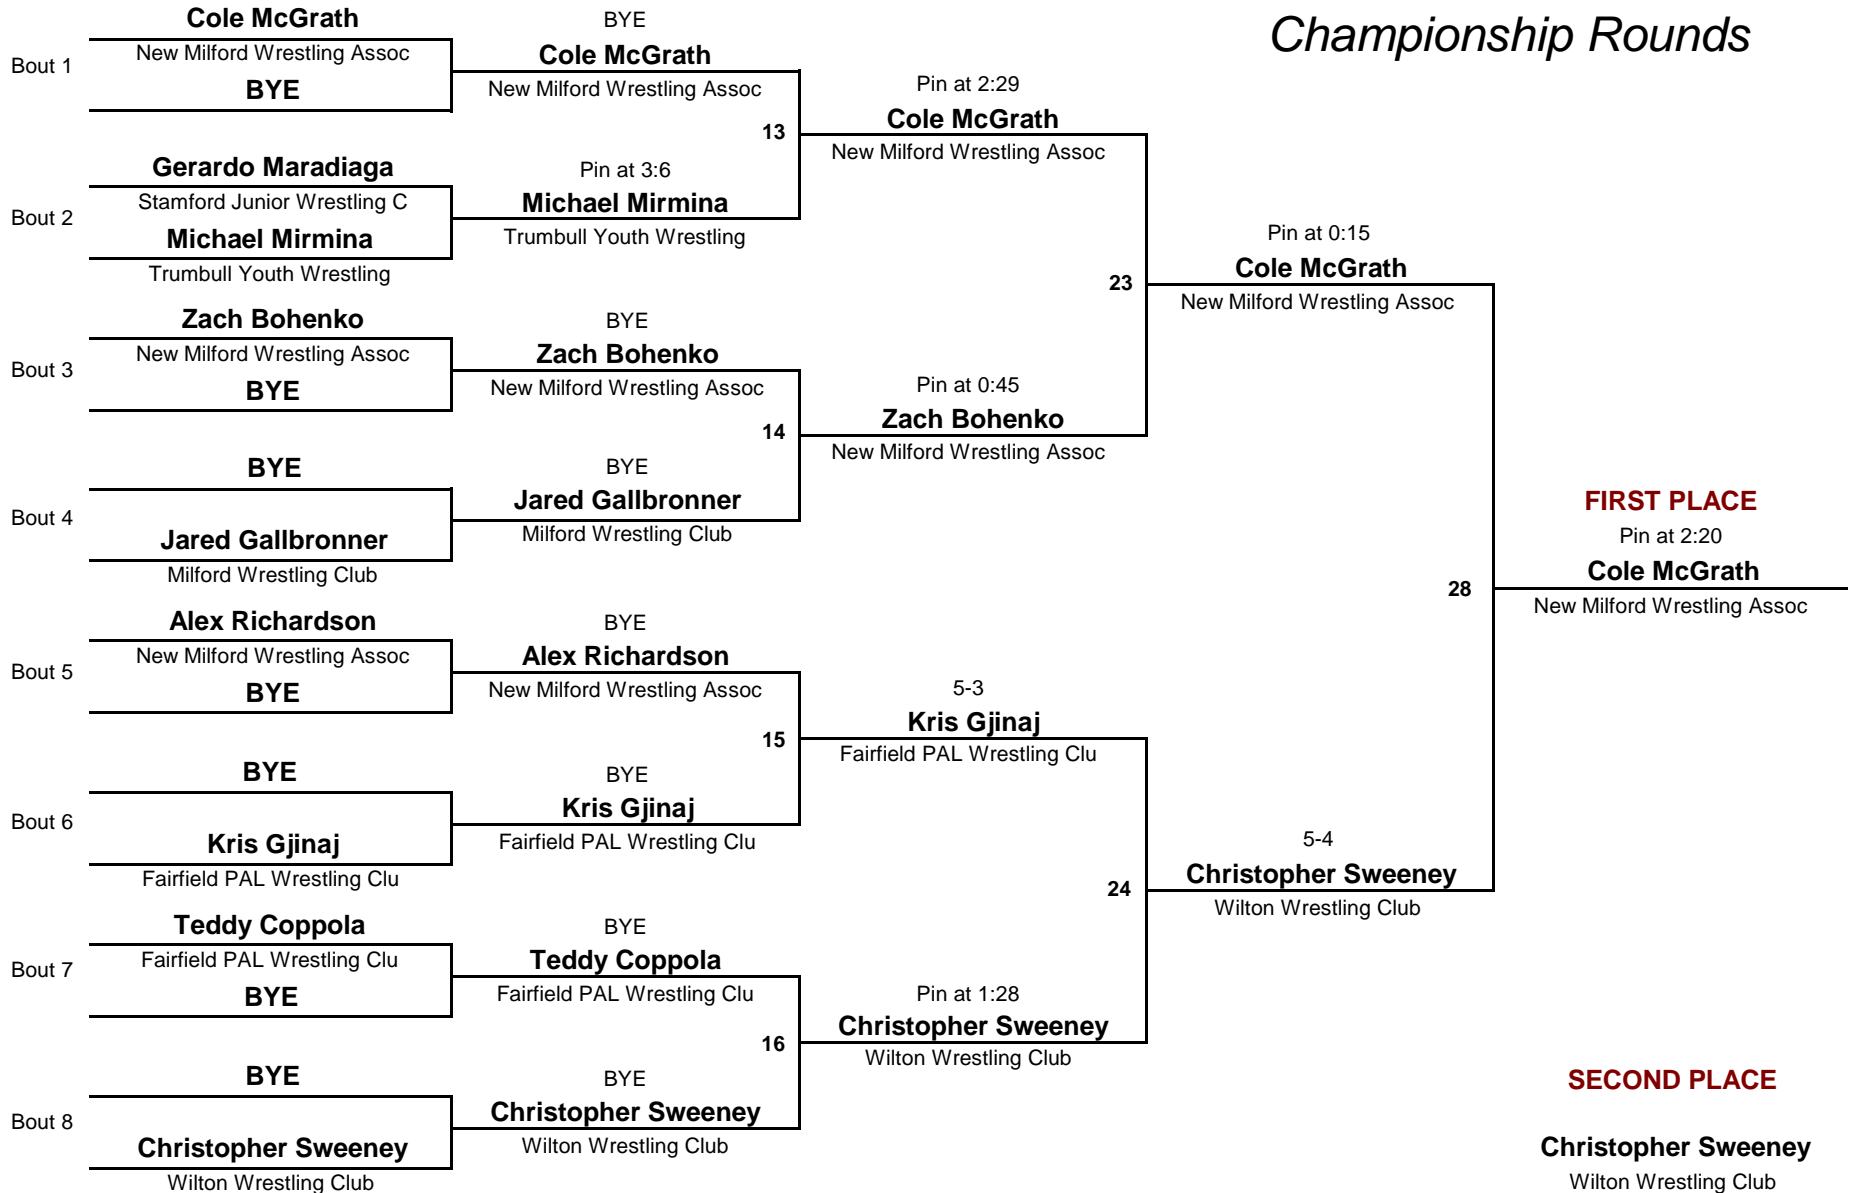 Championship Rounds
Bout 1
Cole McGrath
New Milford Wrestling Assoc
BYE
Bout 2
Gerardo Maradiaga
Stamford Junior Wrestling C
Michael Mirmina
Trumbull Youth Wrestling
Bout 3
Zach Bohenko
New Milford Wrestling Assoc
BYE
Bout 4
BYE
Jared Gallbronner
Milford Wrestling Club
Bout 5
Alex Richardson
New Milford Wrestling Assoc
BYE
Bout 6
BYE
Kris Gjinaj
Fairfield PAL Wrestling Clu
Bout 7
Teddy Coppola
Fairfield PAL Wrestling Clu
BYE
Bout 8
BYE
Christopher Sweeney
Wilton Wrestling Club
BYE
Cole McGrath
New Milford Wrestling Assoc
13
Pin at 3:6
Michael Mirmina
Trumbull Youth Wrestling
BYE
Zach Bohenko
New Milford Wrestling Assoc
14
BYE
Jared Gallbronner
Milford Wrestling Club
BYE
Alex Richardson
New Milford Wrestling Assoc
15
BYE
Kris Gjinaj
Fairfield PAL Wrestling Clu
BYE
Teddy Coppola
Fairfield PAL Wrestling Clu
16
BYE
Christopher Sweeney
Wilton Wrestling Club
Pin at 2:29
Cole McGrath
New Milford Wrestling Assoc
23
Pin at 0:45
Zach Bohenko
New Milford Wrestling Assoc
5-3
Kris Gjinaj
Fairfield PAL Wrestling Clu
24
Pin at 1:28
Christopher Sweeney
Wilton Wrestling Club
Pin at 0:15
Cole McGrath
New Milford Wrestling Assoc
28
5-4
Christopher Sweeney
Wilton Wrestling Club
FIRST PLACE
Pin at 2:20
Cole McGrath
New Milford Wrestling Assoc
SECOND PLACE
Christopher Sweeney
Wilton Wrestling Club